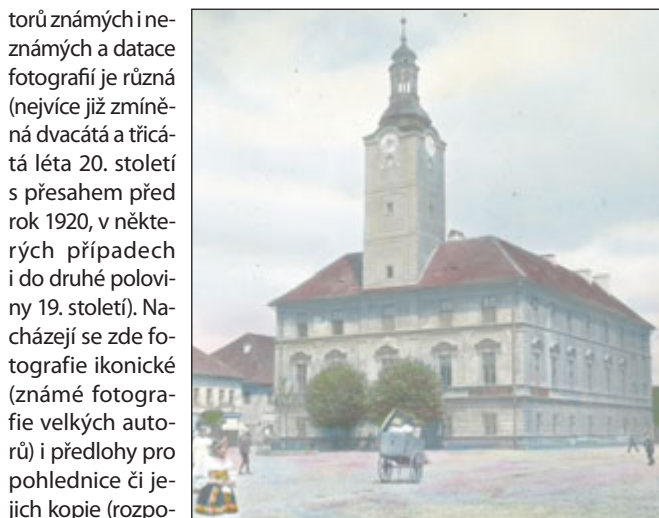 torů známých i ne-
známých a datace
fotografií je různá
(nejvíce již zmíně-
ná dvacátá a třicá-
tá léta 20. století
s přesahem před
rok 1920, v někte-
rých případech
i do druhé polovi-
ny 19. století). Na-
cházejí se zde fo-
tografie ikonické
(známé fotogra-
fie velkých auto-
rů) i předlohy pro
pohlednice či je-
jich kopie (rozpo-